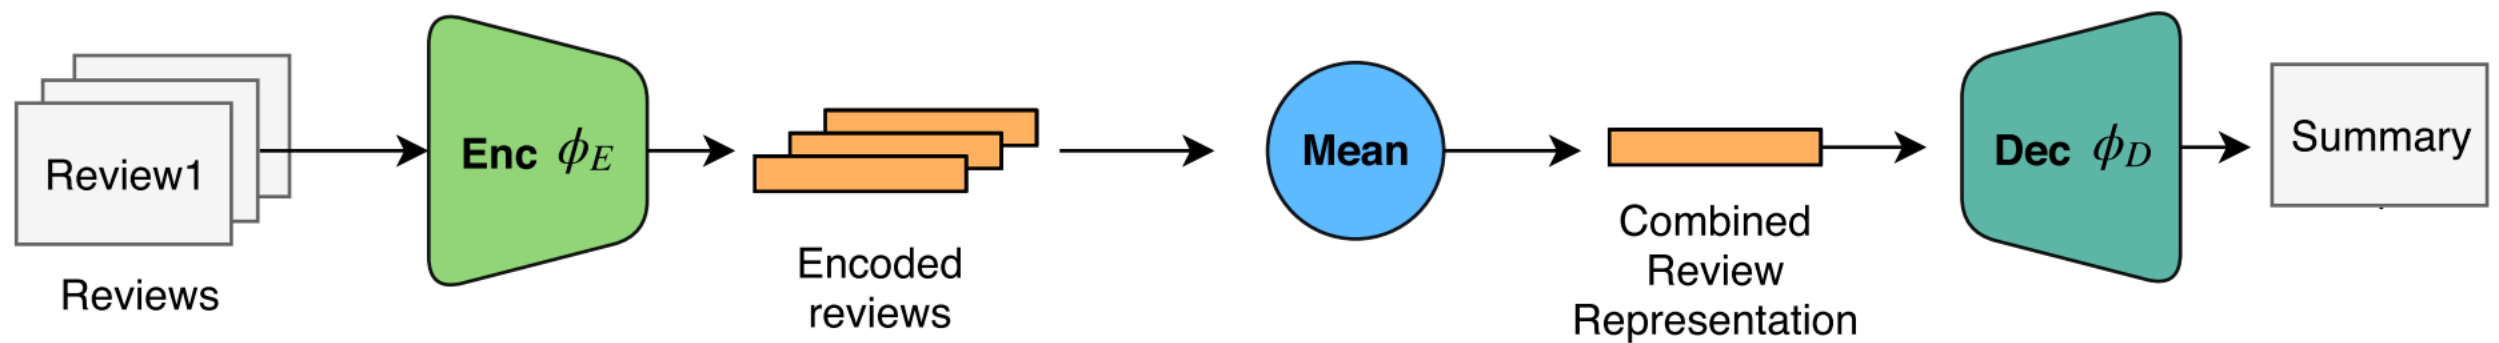 Review1
Reviews
Enc ϕE
Encoded
reviews
Mean
Combined
Review
Representation
Dec ϕD
Summary